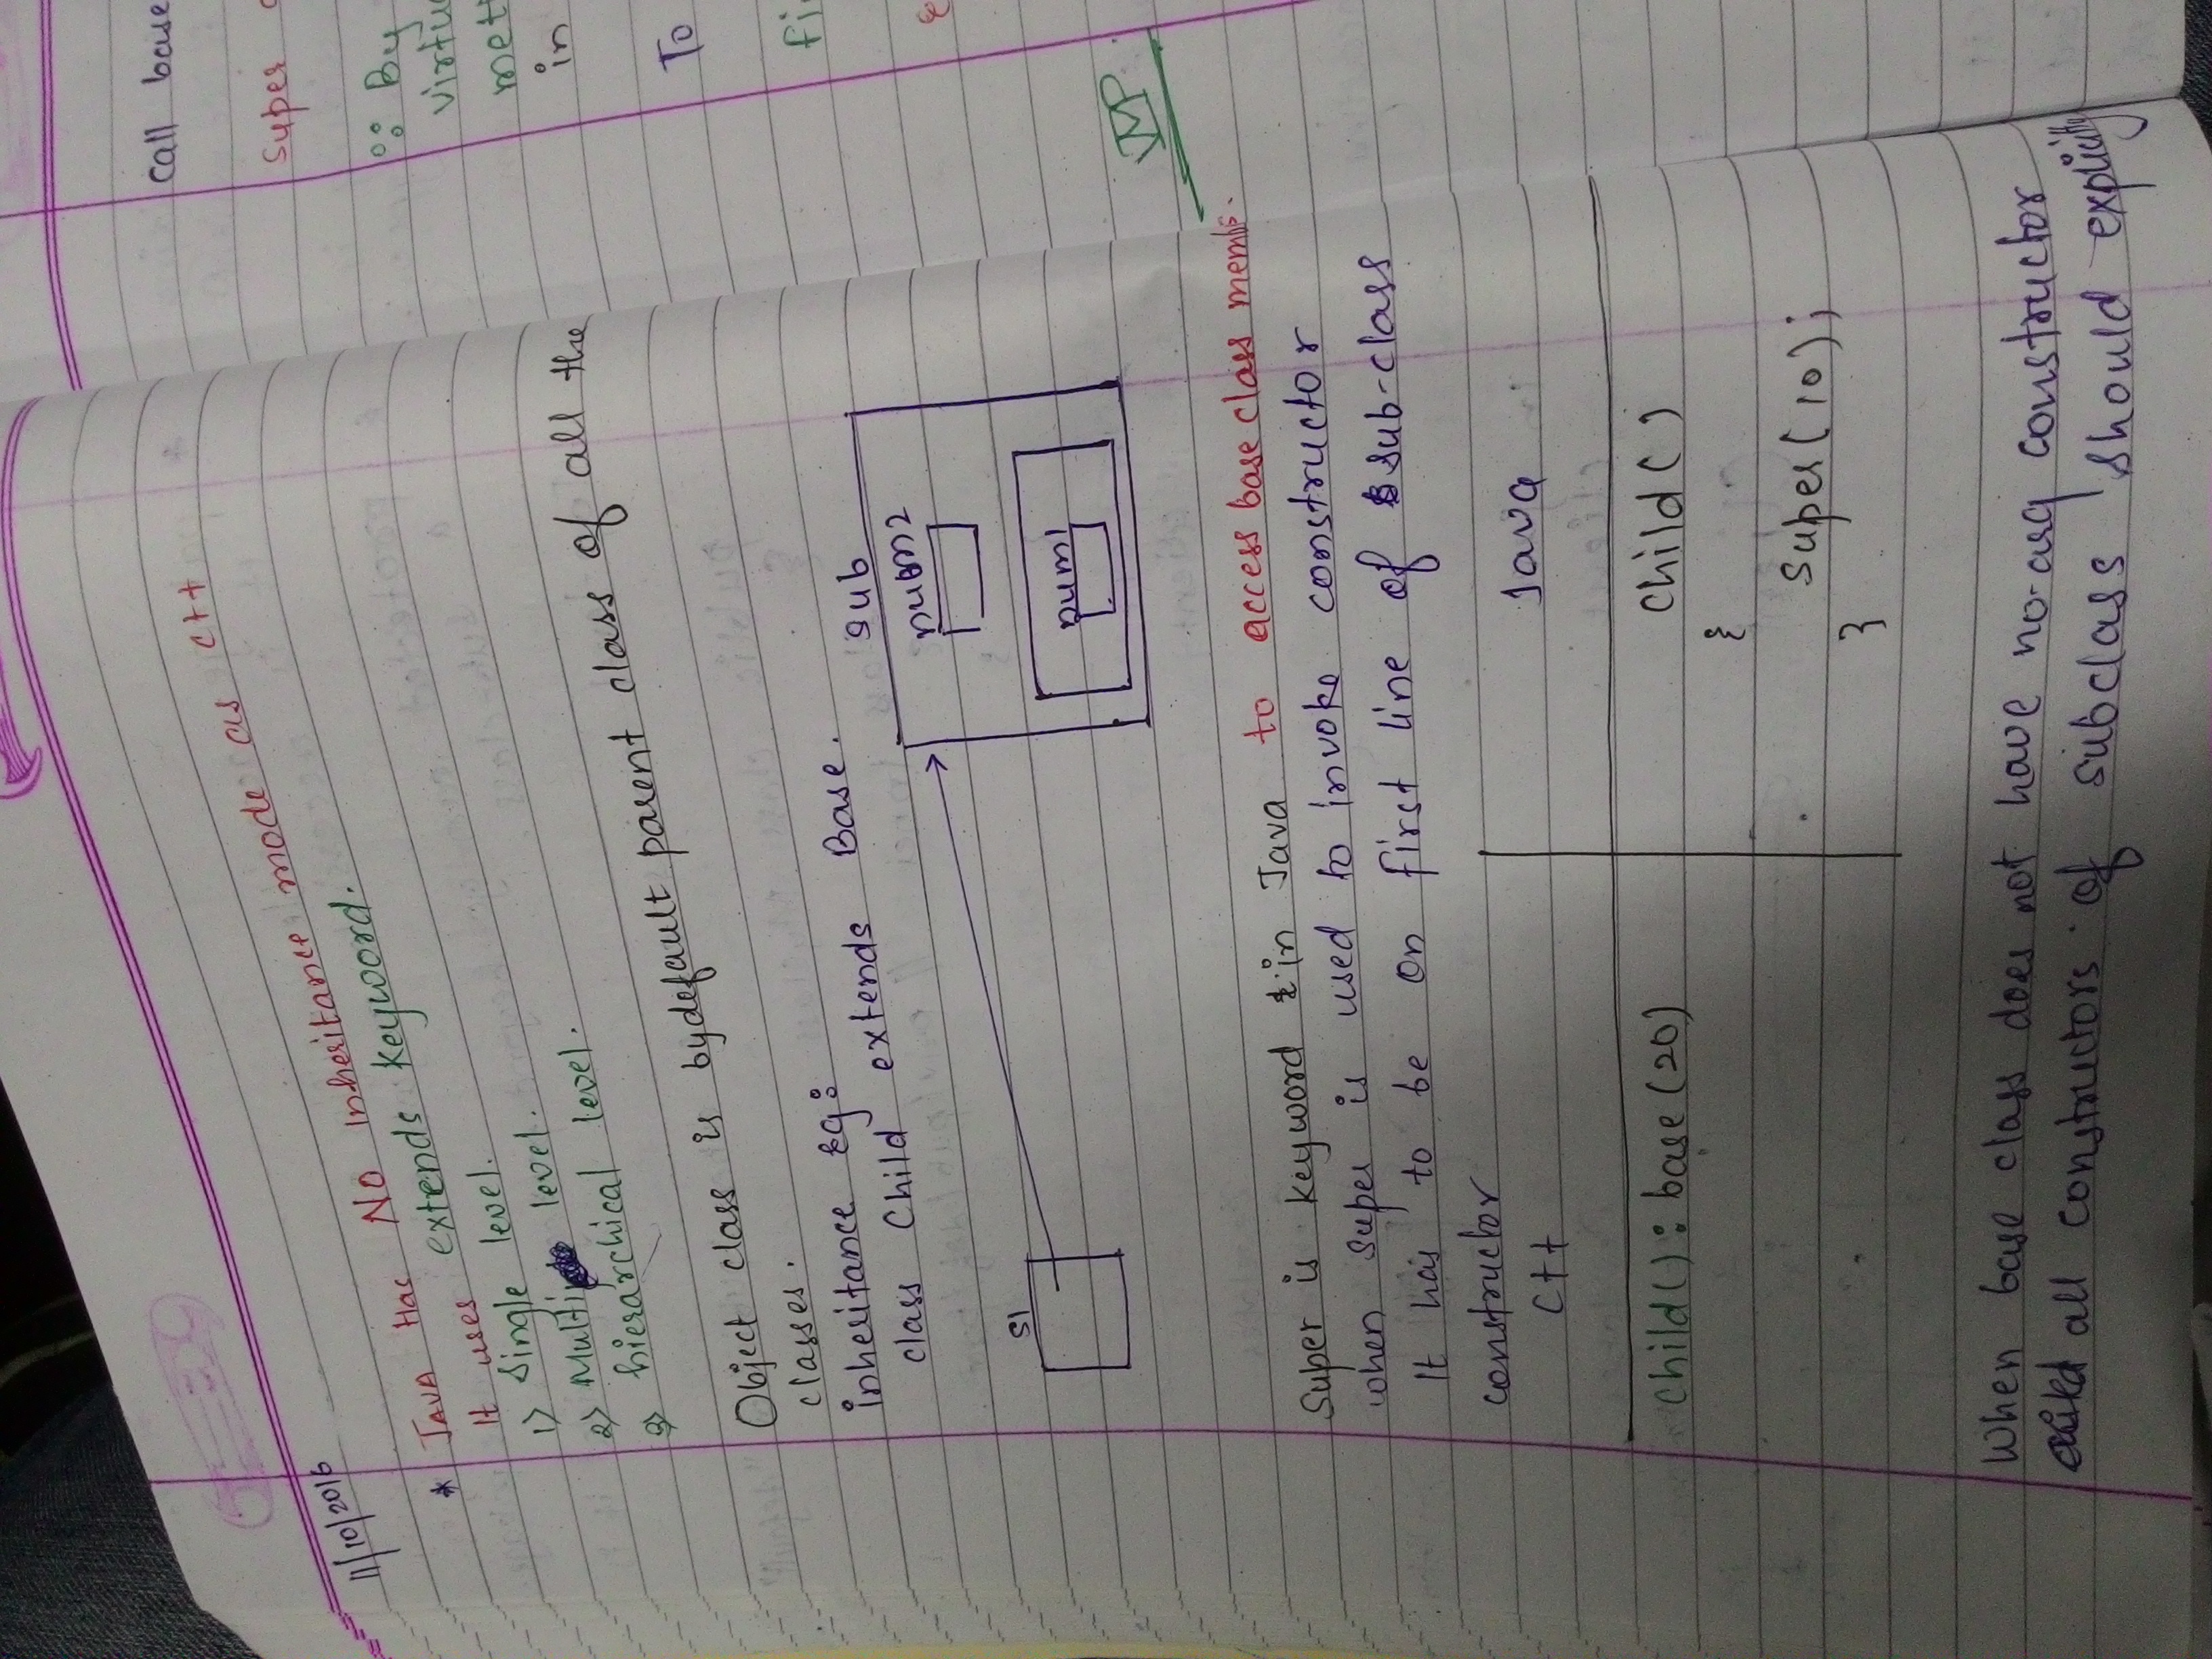 11/10/2016
* JAVA Has NO Inheritance mode as C++
It uses extends keyword.
1) Single level.
2) Multi level.
3) hierarchical level.
Object class is bydefault parent class of all the
classes.
inheritance Eg:
class Child extends Base.
sub
num2
S1
num1
Super is keyword in Java to access base class membs.
when super is used to invoke constructor
It has to be on first line of sub-class
constructor
C++
Java
Child() : base (20)
Child ( )
{
Super ( 10 ) ;
}
When base class does not have no-arg constructor
all constructors of subclass should explicitly
call base
Super
∵ By
virtu
met
in
To
fi
IMP